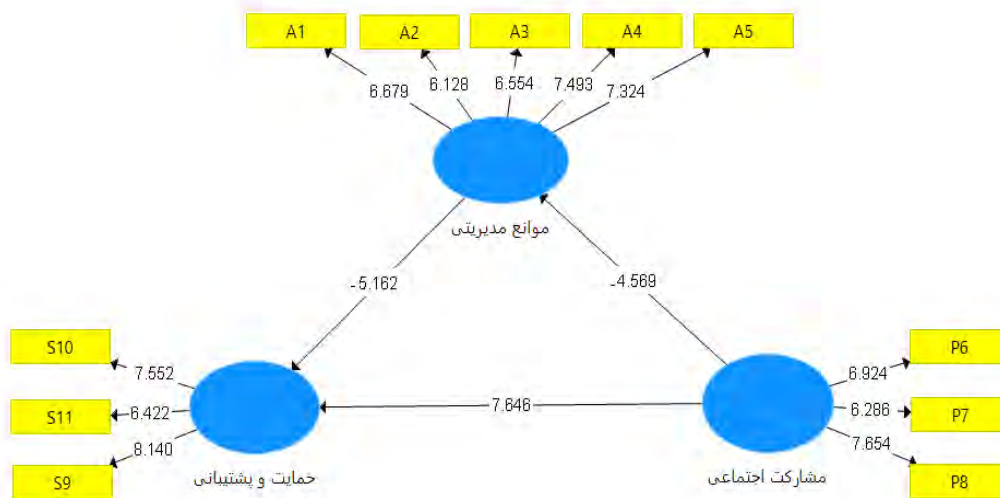 A1
A2
A3
A4
A5
6.679
6.128
6.554
7.493
7.324
موانع مدیریتی
-5.162
-4.569
S10
S11
S9
7.552
6.422
8.140
حمایت و پشتیبانی
7.646
6.924
6.286
7.654
P6
P7
P8
مشارکت اجتماعی